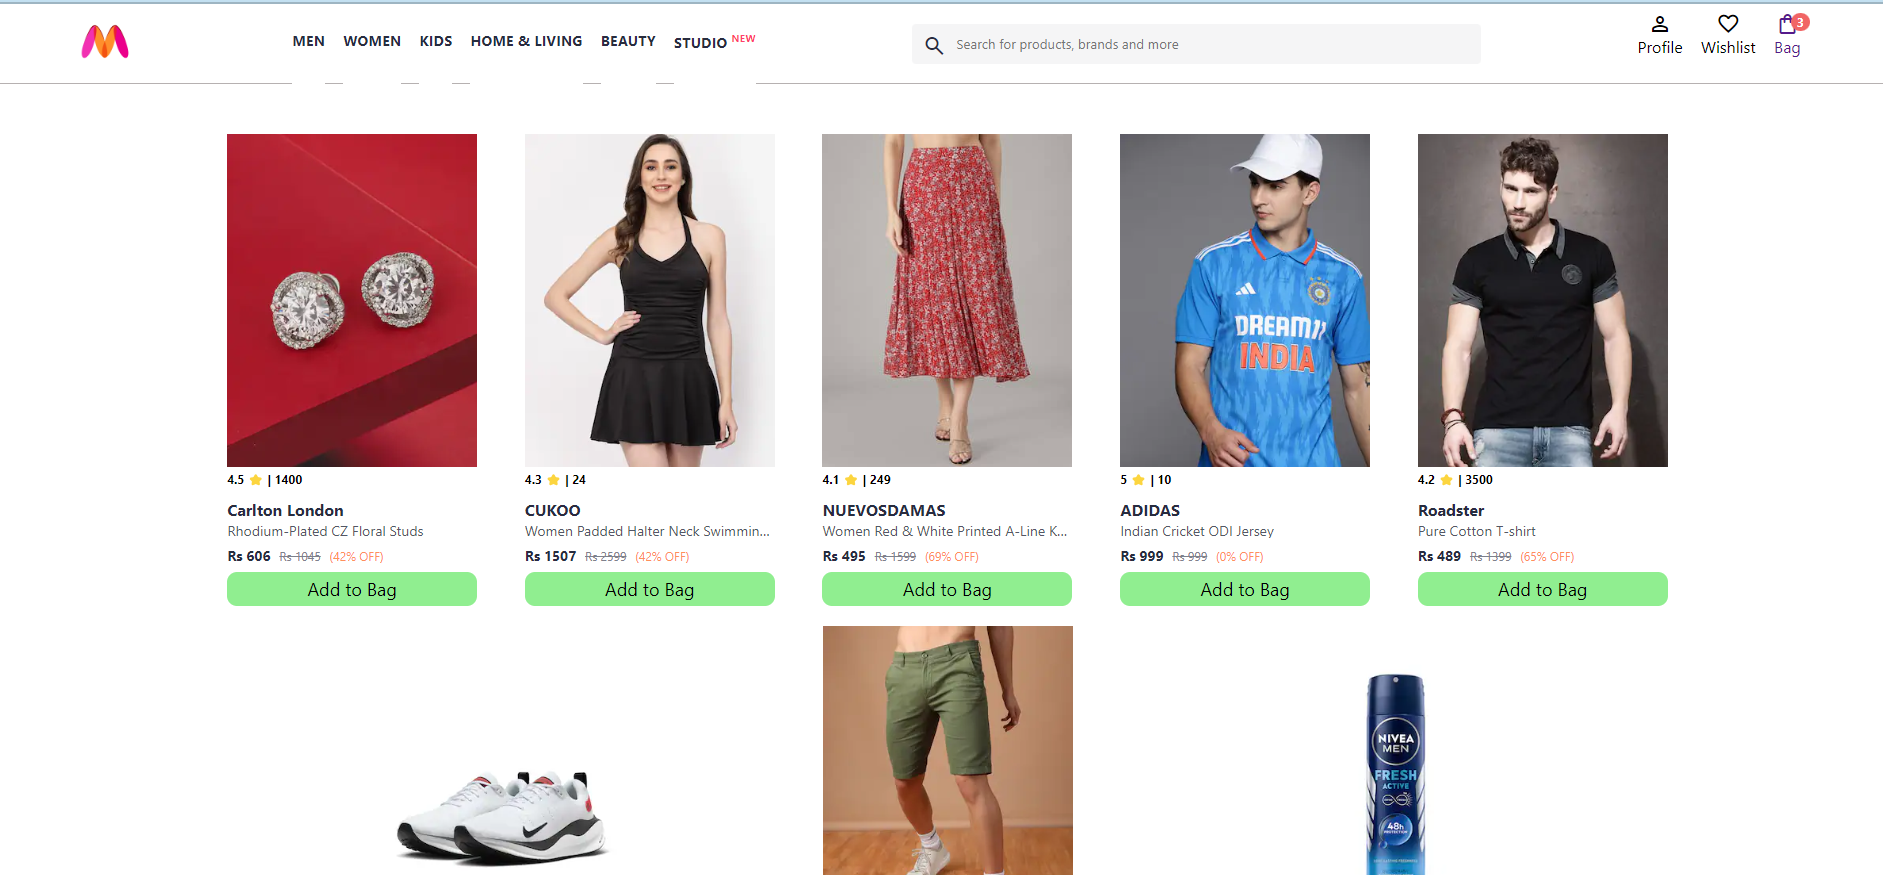 MEN WOMEN KIDS HOME & LIVING BEAUTY STUDIO NEW
Search for products, brands and more
Profile Wishlist Bag 3
DREAM11
INDIA
4.5 | 1400
Carlton London
Rhodium-Plated CZ Floral Studs
Rs 606 Rs 1045 (42% OFF)
Add to Bag
4.3 | 24
CUKOO
Women Padded Halter Neck Swimmin...
Rs 1507 Rs 2599 (42% OFF)
Add to Bag
4.1 | 249
NUEVOSDAMAS
Women Red & White Printed A-Line K...
Rs 495 Rs 1599 (69% OFF)
Add to Bag
5 | 10
ADIDAS
Indian Cricket ODI Jersey
Rs 999 Rs 999 (0% OFF)
Add to Bag
4.2 | 3500
Roadster
Pure Cotton T-shirt
Rs 489 Rs 1399 (65% OFF)
Add to Bag
NIVEA
MEN
FRESH
ACTIVE
48h